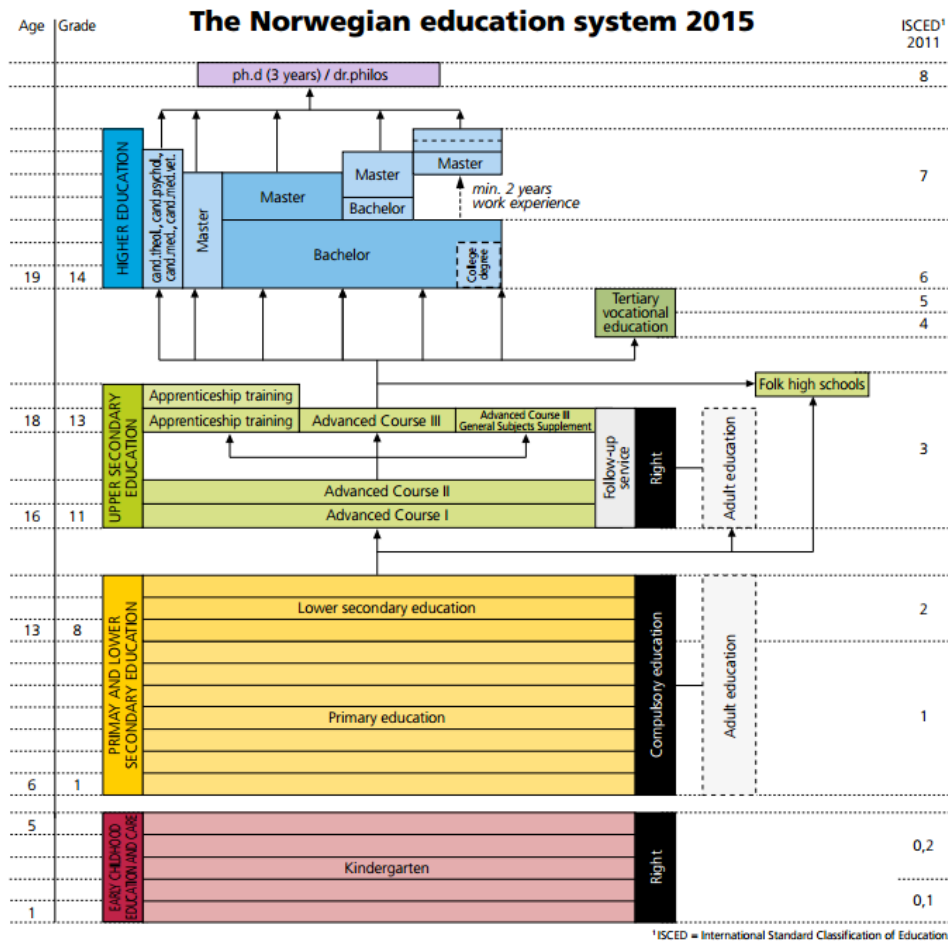 The Norwegian education system 2015
Age
Grade
ISCED¹
2011
ph.d (3 years) / dr.philos
8
HIGHER EDUCATION
cand.theol., cand.psychol.,
cand.med., cand.med.vet.
Master
Master
Master
Bachelor
Master
min. 2 years
work experience
7
Bachelor
College
degree
19
14
6
Tertiary
vocational
education
5
4
Folk high schools
UPPER SECONDARY
EDUCATION
Apprenticeship training
18
13
Apprenticeship training
Advanced Course III
Advanced Course III
General Subjects Supplement
Follow-up
service
Right
Adult education
3
Advanced Course II
16
11
Advanced Course I
PRIMAY AND LOWER
SECONDARY EDUCATION
Lower secondary education
2
13
8
Compulsory education
Adult education
Primary education
1
6
1
EARLY CHILDHOOD
EDUCATION AND CARE
5
0,2
Kindergarten
Right
0,1
1
¹ ISCED = International Standard Classification of Education